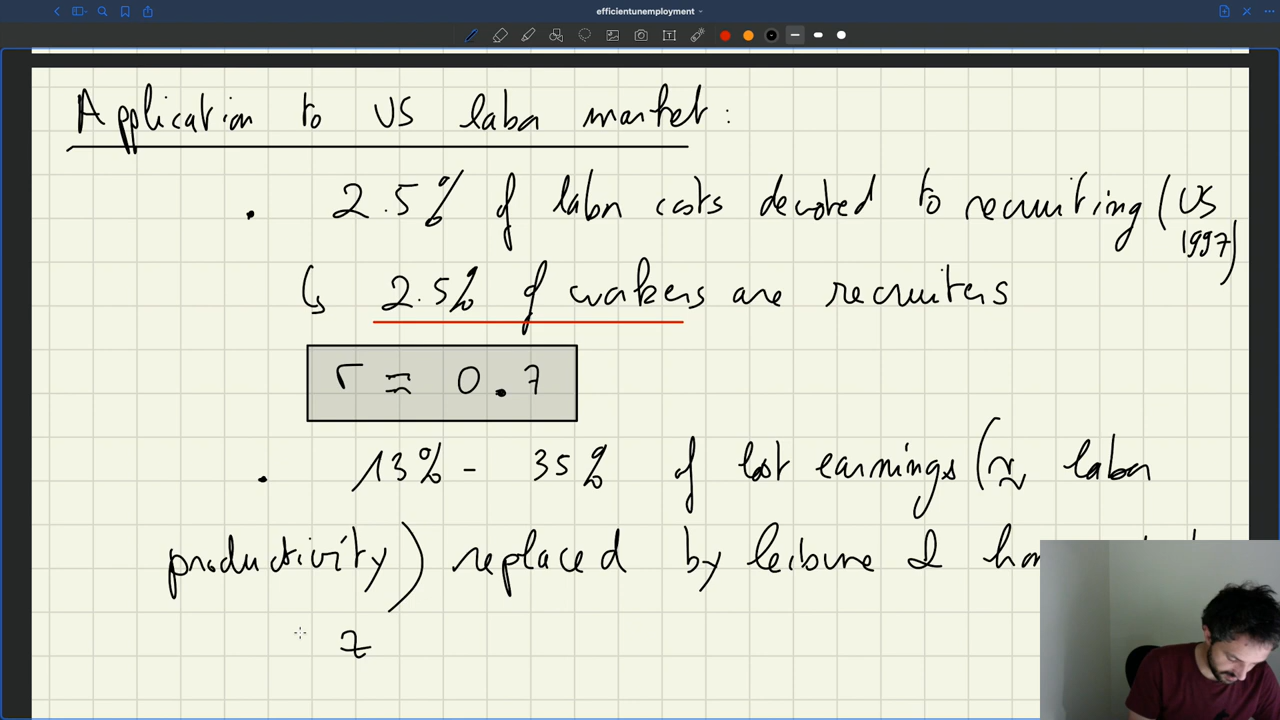 efficientunemployment
Application to US labor market:
• 2.5% of labor costs devoted to recruiting (US 1997)
↳ 2.5% of workers are recruiters
r ≈ 0.7
• 13% - 35% of lost earnings (≈ labor
productivity) replaced by leisure &
z